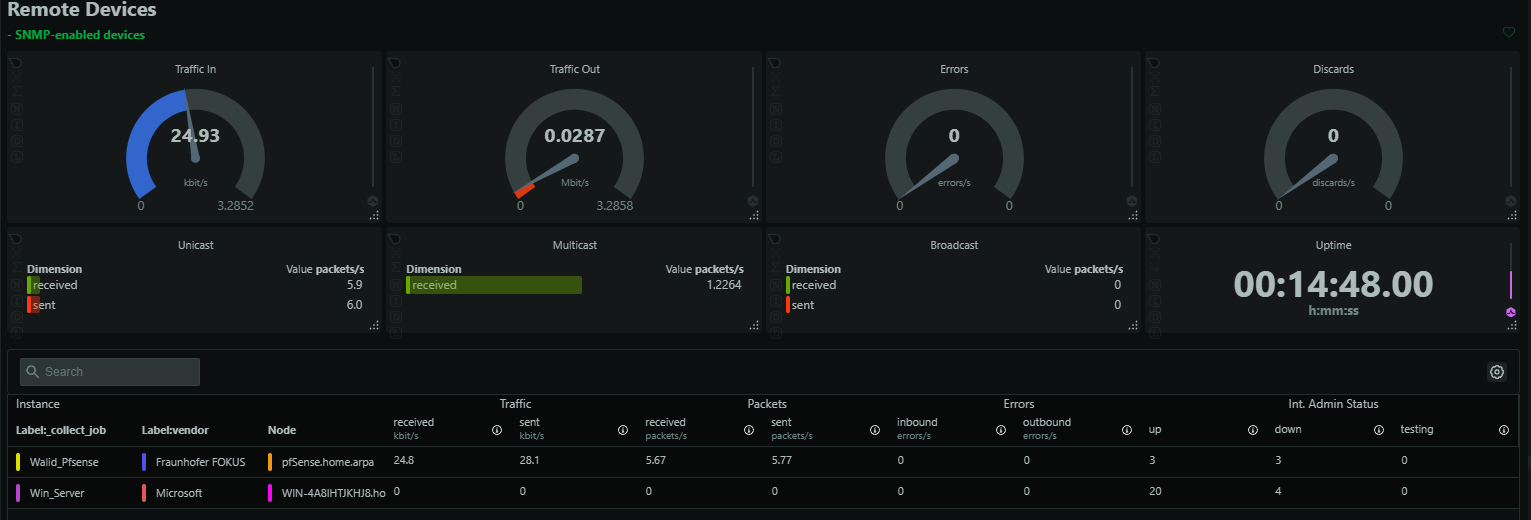 Remote Devices
- SNMP-enabled devices
Traffic In
24.93
kbit/s
0 3.2852
Traffic Out
0.0287
Mbit/s
0 3.2858
Errors
0
errors/s
0 0
Discards
0
discards/s
0 0
Unicast
Dimension Value packets/s
received 5.9
sent 6.0
Multicast
Dimension Value packets/s
received 1.2264
Broadcast
Dimension Value packets/s
received 0
sent 0
Uptime
00:14:48.00
h:mm:ss
Search
Instance Traffic Packets Errors Int. Admin Status
Label:_collect_job Label:vendor Node received kbit/s sent kbit/s received packets/s sent packets/s inbound errors/s outbound errors/s up down testing
Walid_Pfsense Fraunhofer FOKUS pfSense.home.arpa 24.8 28.1 5.67 5.77 0 0 3 3 0
Win_Server Microsoft WIN-4A8IHTJKHJ8.ho 0 0 0 0 0 0 20 4 0